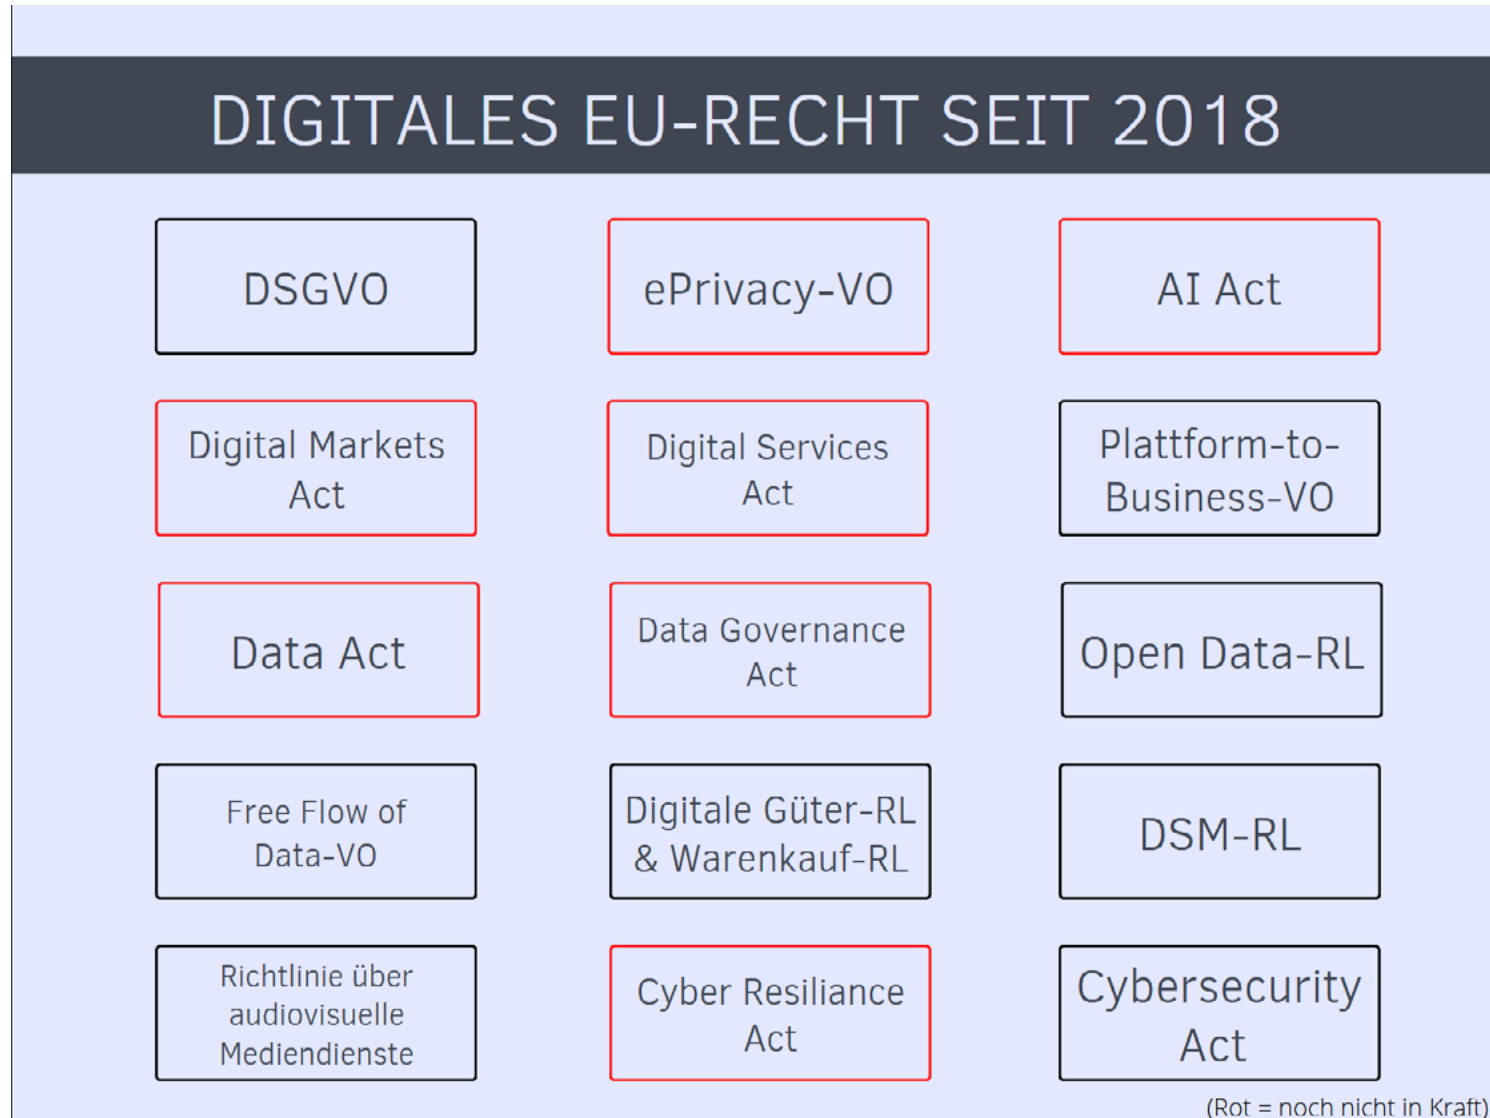 DIGITALES EU-RECHT SEIT 2018
DSGVO
ePrivacy-VO
AI Act
Digital Markets
Act
Digital Services
Act
Plattform-to-
Business-VO
Data Act
Data Governance
Act
Open Data-RL
Free Flow of
Data-VO
Digitale Güter-RL
& Warenkauf-RL
DSM-RL
Richtlinie über
audiovisuelle
Mediendienste
Cyber Resiliance
Act
Cybersecurity
Act
(Rot = noch nicht in Kraft)